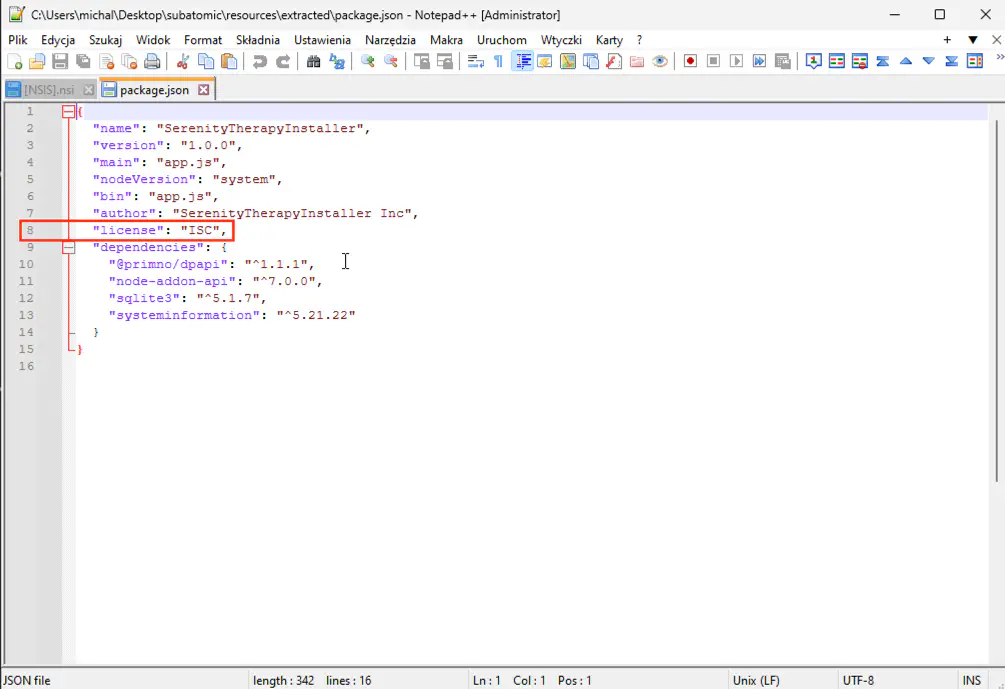 C:\Users\michal\Desktop\subatomic\resources\extracted\package.json - Notepad++ [Administrator]
Plik Edycja Szukaj Widok Format Składnia Ustawienia Narzędzia Makra Uruchom Wtyczki Karty ?
[NSIS].nsi package.json
1 {
2 "name": "SerenityTherapyInstaller",
3 "version": "1.0.0",
4 "main": "app.js",
5 "nodeVersion": "system",
6 "bin": "app.js",
7 "author": "SerenityTherapyInstaller Inc",
8 "license": "ISC",
9 "dependencies": {
10 "@primno/dpapi": "^1.1.1",
11 "node-addon-api": "^7.0.0",
12 "sqlite3": "^5.1.7",
13 "systeminformation": "^5.21.22"
14 }
15 }
16
JSON file length : 342 lines : 16 Ln : 1 Col : 1 Pos : 1 Unix (LF) UTF-8 INS